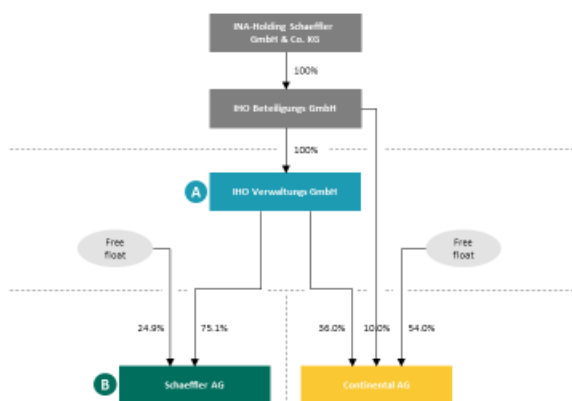 INA-Holding Schaeffler
GmbH & Co. KG
100%
IHO Beteiligungs GmbH
100%
A
IHO Verwaltungs GmbH
Free
float
Free
float
24.9%
75.1%
36.0%
10.0%
54.0%
B
Schaeffler AG
Continental AG